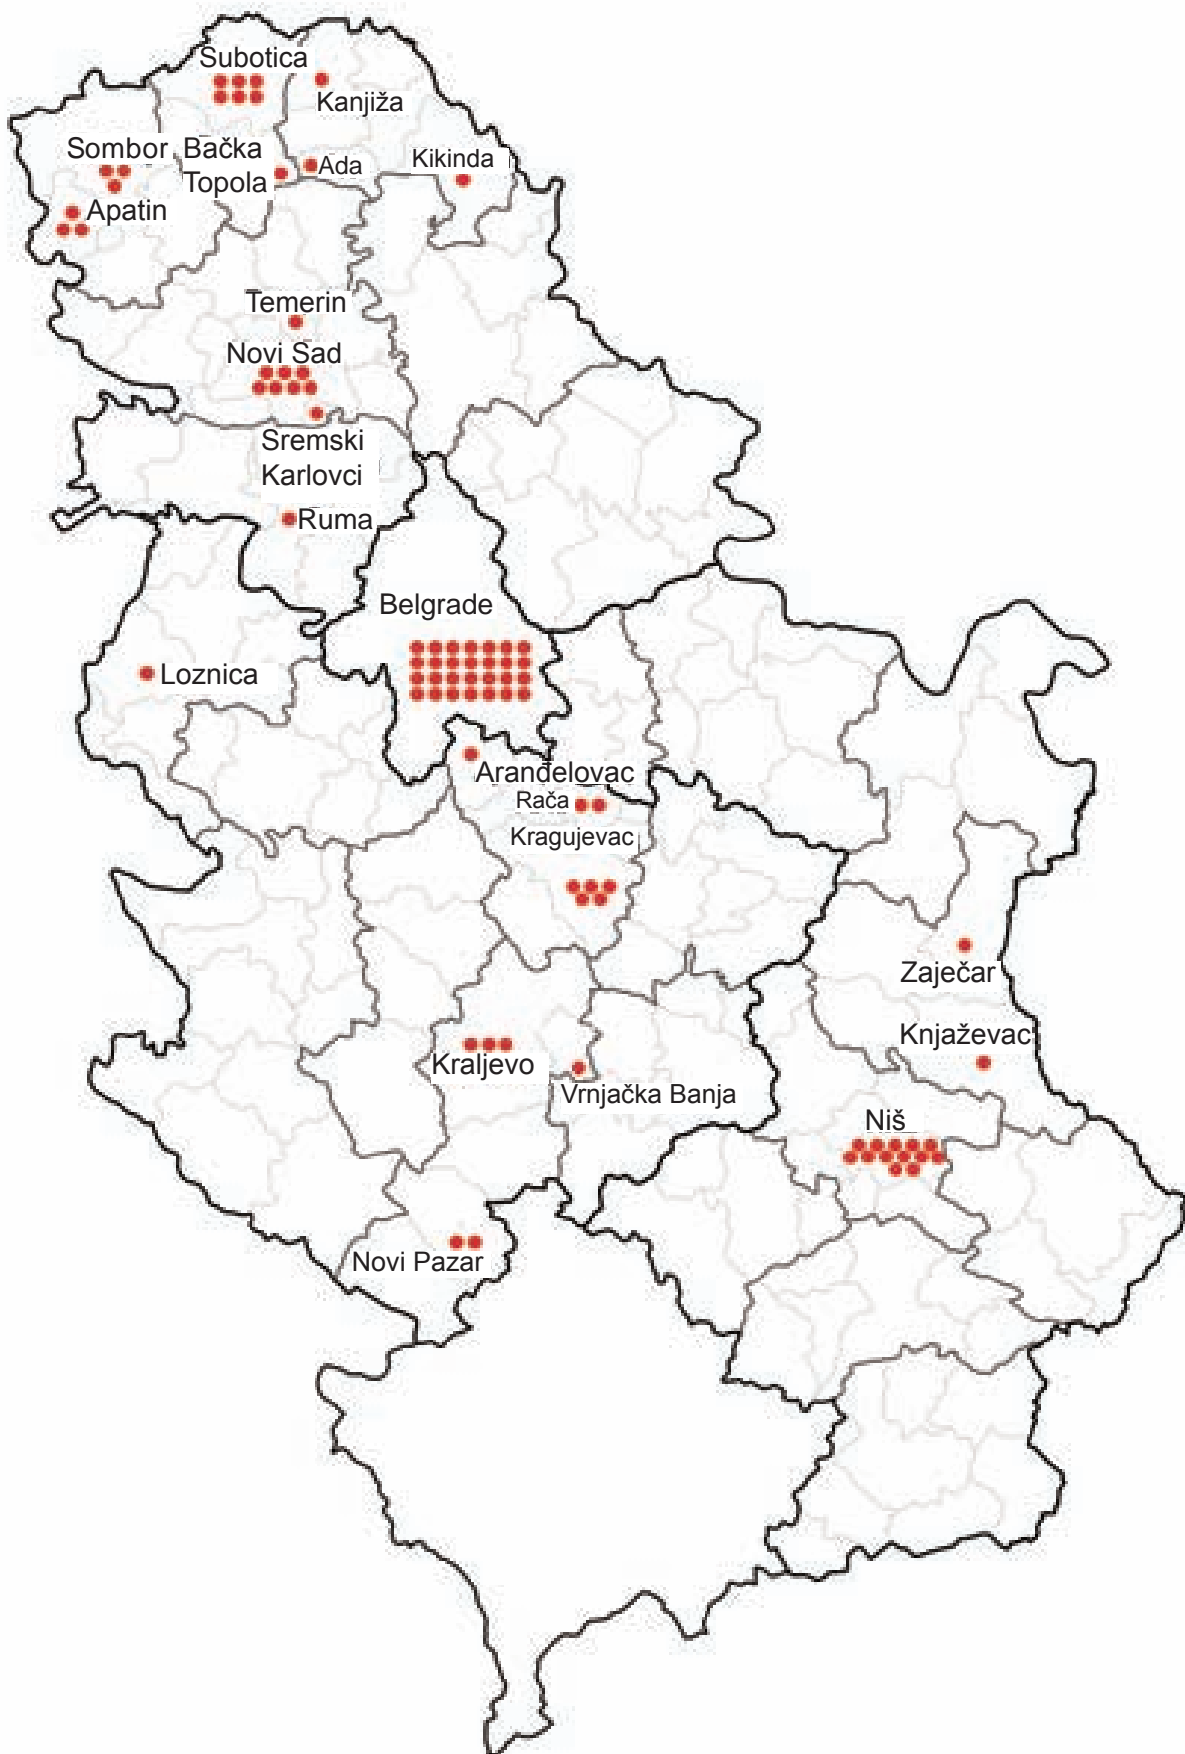 Subotica
Kanjiža
Sombor
Bačka
Topola
Ada
Kikinda
Apatin
Temerin
Novi Sad
Sremski
Karlovci
Ruma
Belgrade
Loznica
Aranđelovac
Rača
Kragujevac
Zaječar
Knjaževac
Kraljevo
Vrnjačka Banja
Niš
Novi Pazar